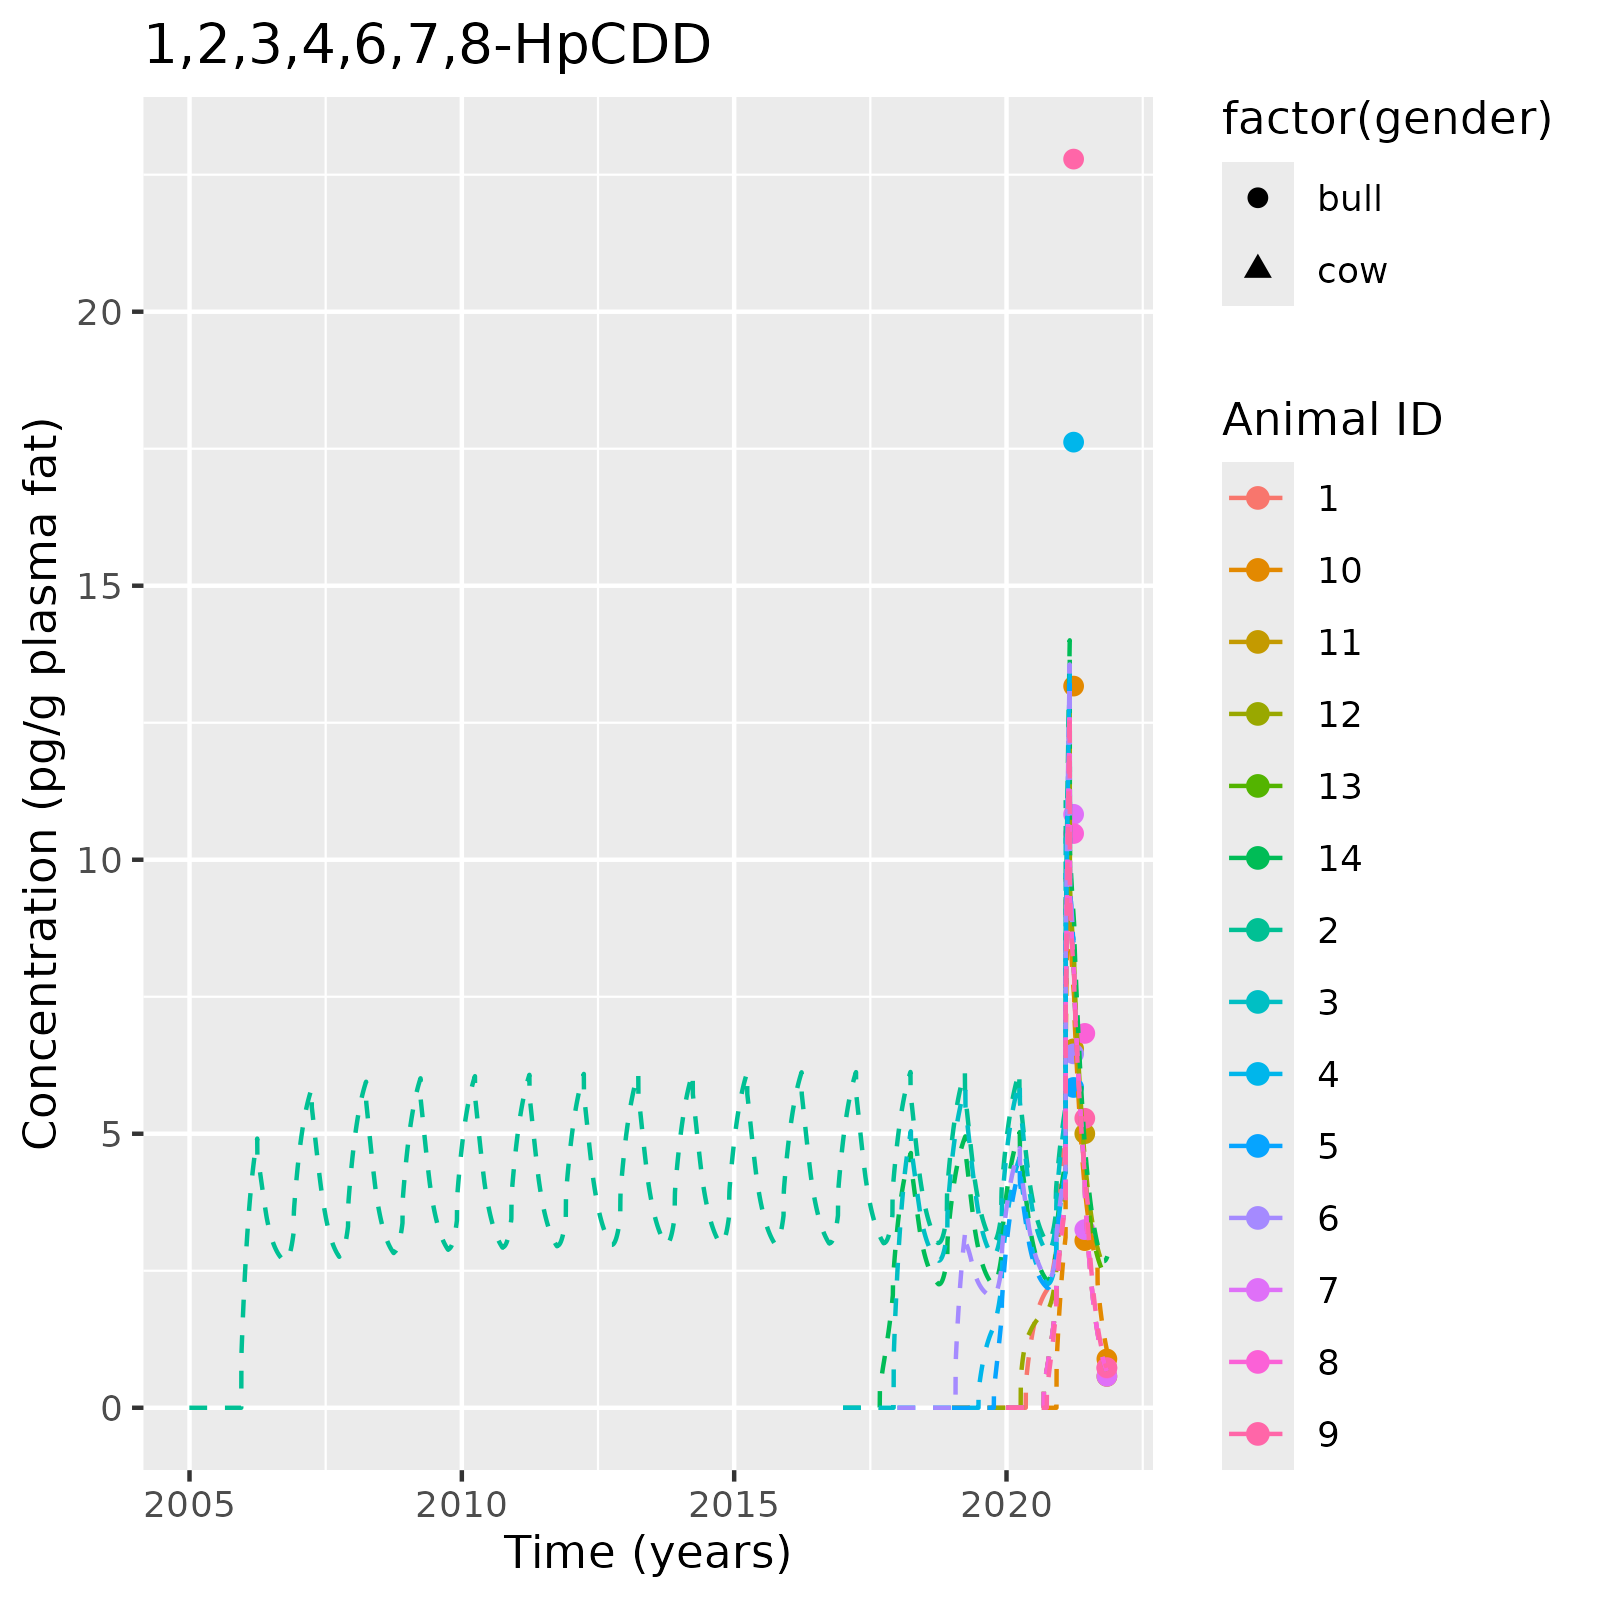 1,2,3,4,6,7,8-HpCDD
Concentration (pg/g plasma fat)
20
15
10
5
0
2005 2010 2015 2020
Time (years)
factor(gender)
bull
cow
Animal ID
1
10
11
12
13
14
2
3
4
5
6
7
8
9